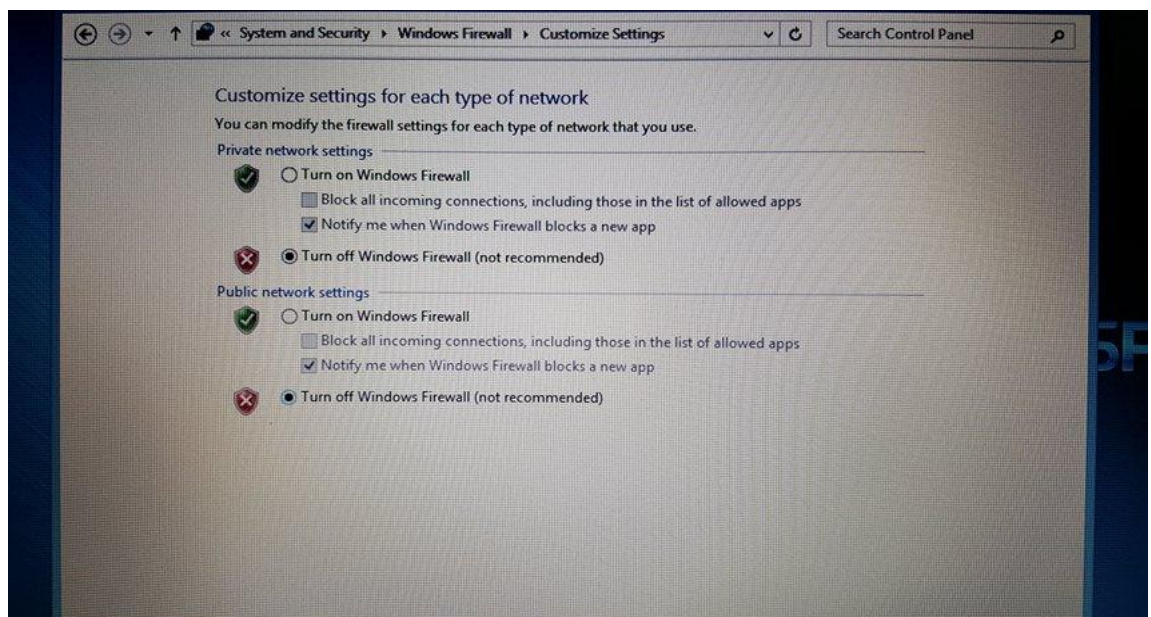 « System and Security ▸ Windows Firewall ▸ Customize Settings
Search Control Panel
Customize settings for each type of network
You can modify the firewall settings for each type of network that you use.
Private network settings
Turn on Windows Firewall
Block all incoming connections, including those in the list of allowed apps
Notify me when Windows Firewall blocks a new app
Turn off Windows Firewall (not recommended)
Public network settings
Turn on Windows Firewall
Block all incoming connections, including those in the list of allowed apps
Notify me when Windows Firewall blocks a new app
Turn off Windows Firewall (not recommended)